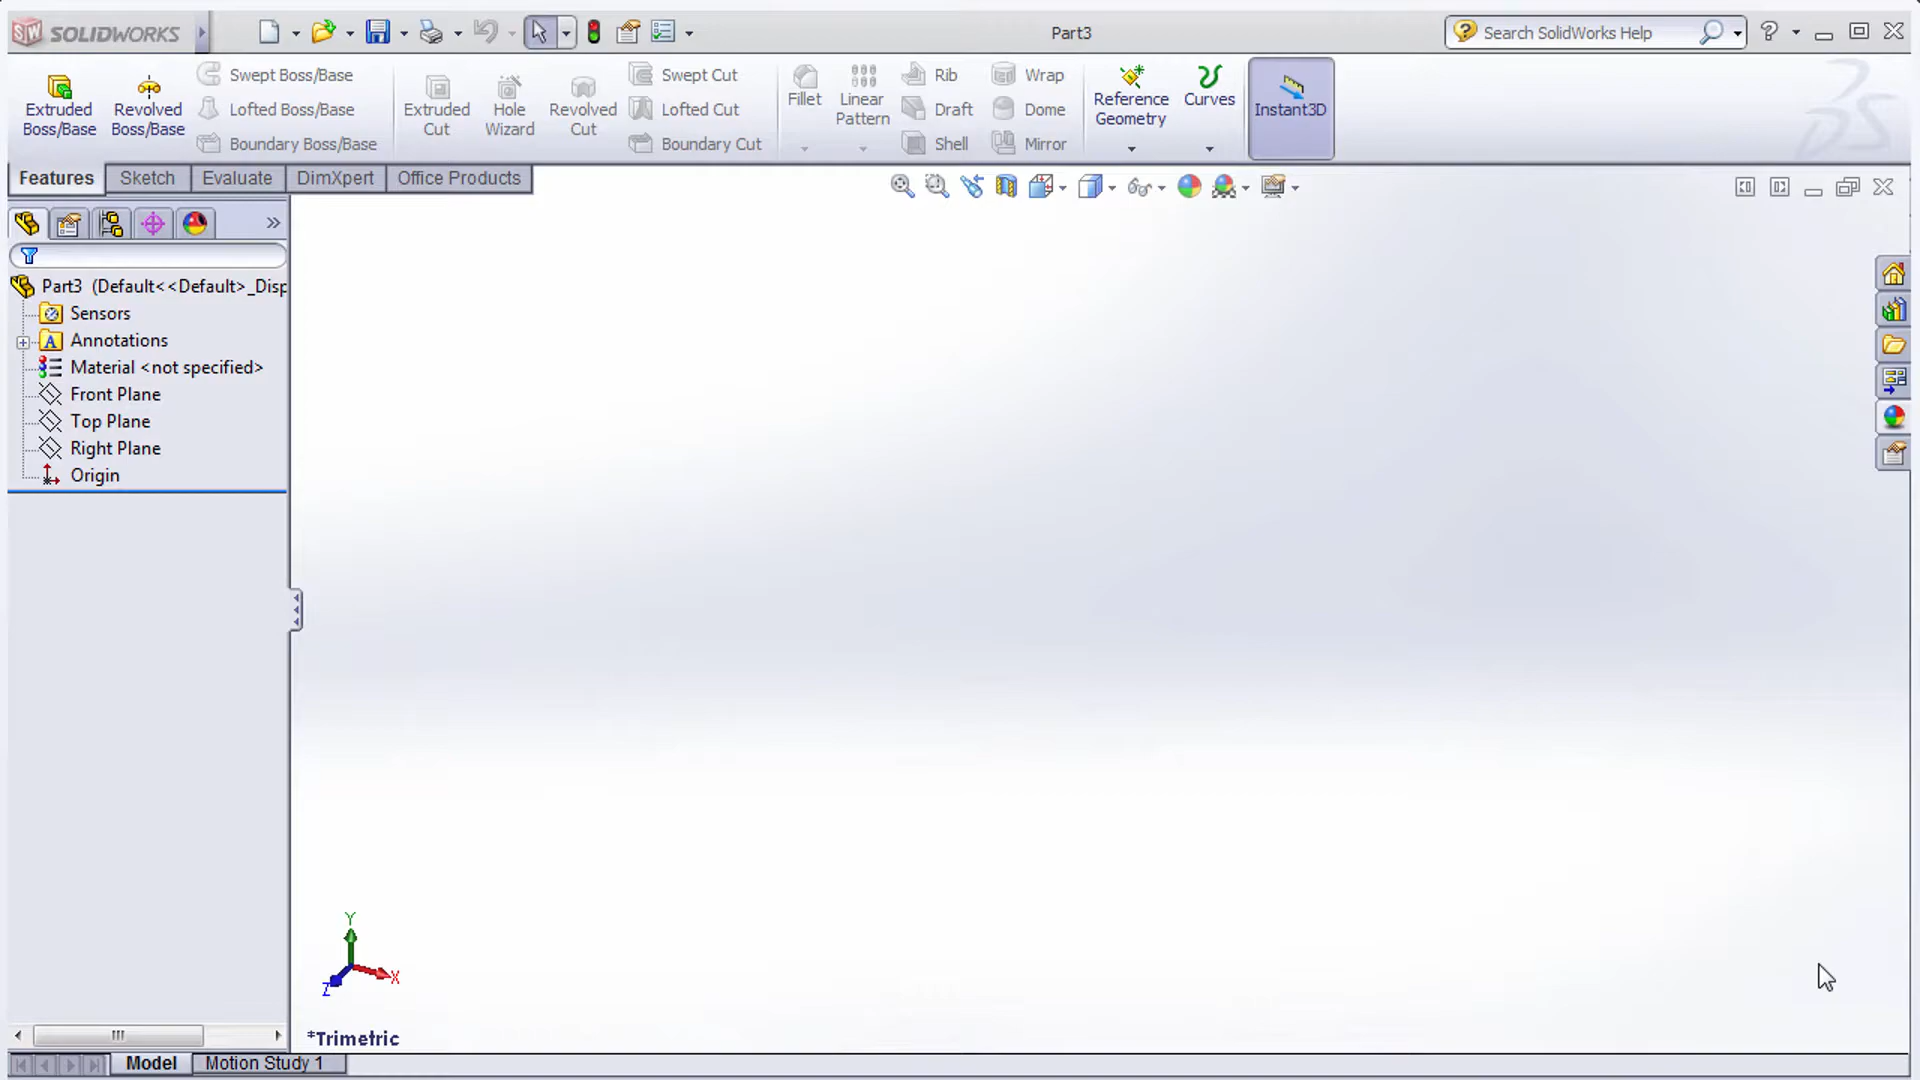 SOLIDWORKS
Part3
Search SolidWorks Help
Extruded
Boss/Base
Revolved
Boss/Base
Swept Boss/Base
Lofted Boss/Base
Boundary Boss/Base
Extruded
Cut
Hole
Wizard
Revolved
Cut
Swept Cut
Lofted Cut
Boundary Cut
Fillet
Linear
Pattern
Rib
Draft
Shell
Wrap
Dome
Mirror
Reference
Geometry
Curves
Instant3D
Features
Sketch
Evaluate
DimXpert
Office Products
Part3 (Default<<Default>_Disp
Sensors
Annotations
Material <not specified>
Front Plane
Top Plane
Right Plane
Origin
Y
X
Z
*Trimetric
Model
Motion Study 1